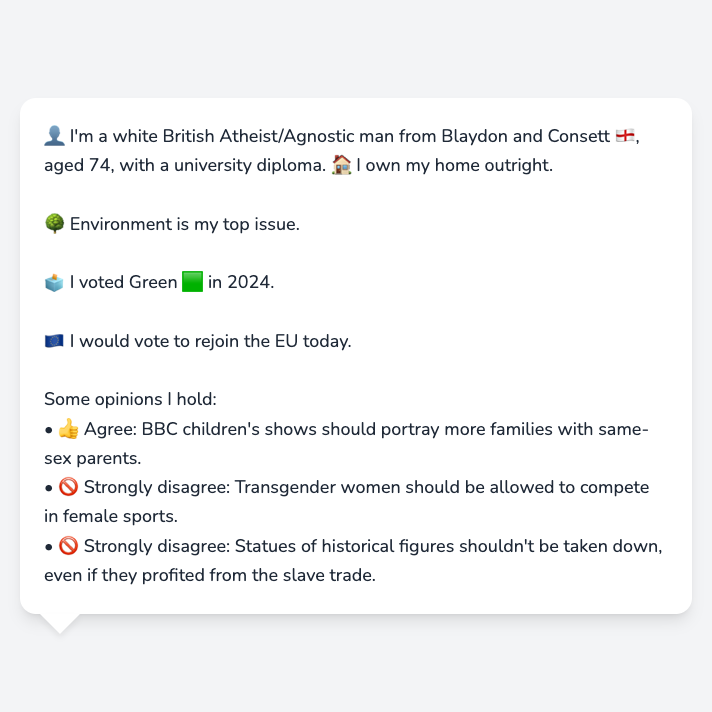 👤 I'm a white British Atheist/Agnostic man from Blaydon and Consett 🏴󠁧󠁢󠁥󠁮󠁧󠁿,
aged 74, with a university diploma. 🏠 I own my home outright.
🌳 Environment is my top issue.
🗳️ I voted Green 🟩 in 2024.
🇪🇺 I would vote to rejoin the EU today.
Some opinions I hold:
• 👍 Agree: BBC children's shows should portray more families with same-
sex parents.
• 🚫 Strongly disagree: Transgender women should be allowed to compete
in female sports.
• 🚫 Strongly disagree: Statues of historical figures shouldn't be taken down,
even if they profited from the slave trade.